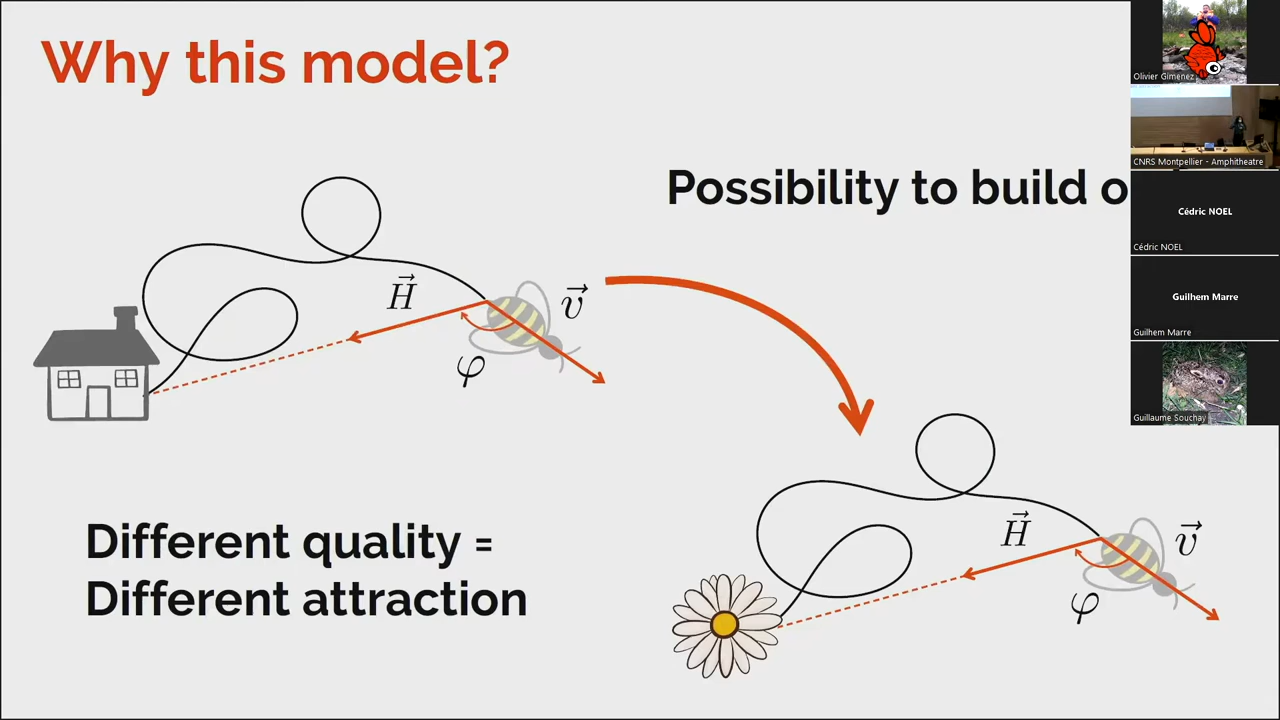 Why this model?
Possibility to build o
H
v
φ
Different quality =
Different attraction
H
v
φ
Olivier Gimenez
CNRS Montpellier - Amphitheatre
Cédric NOEL
Cédric NOEL
Guilhem Marre
Guilhem Marre
Guillaume Souchay